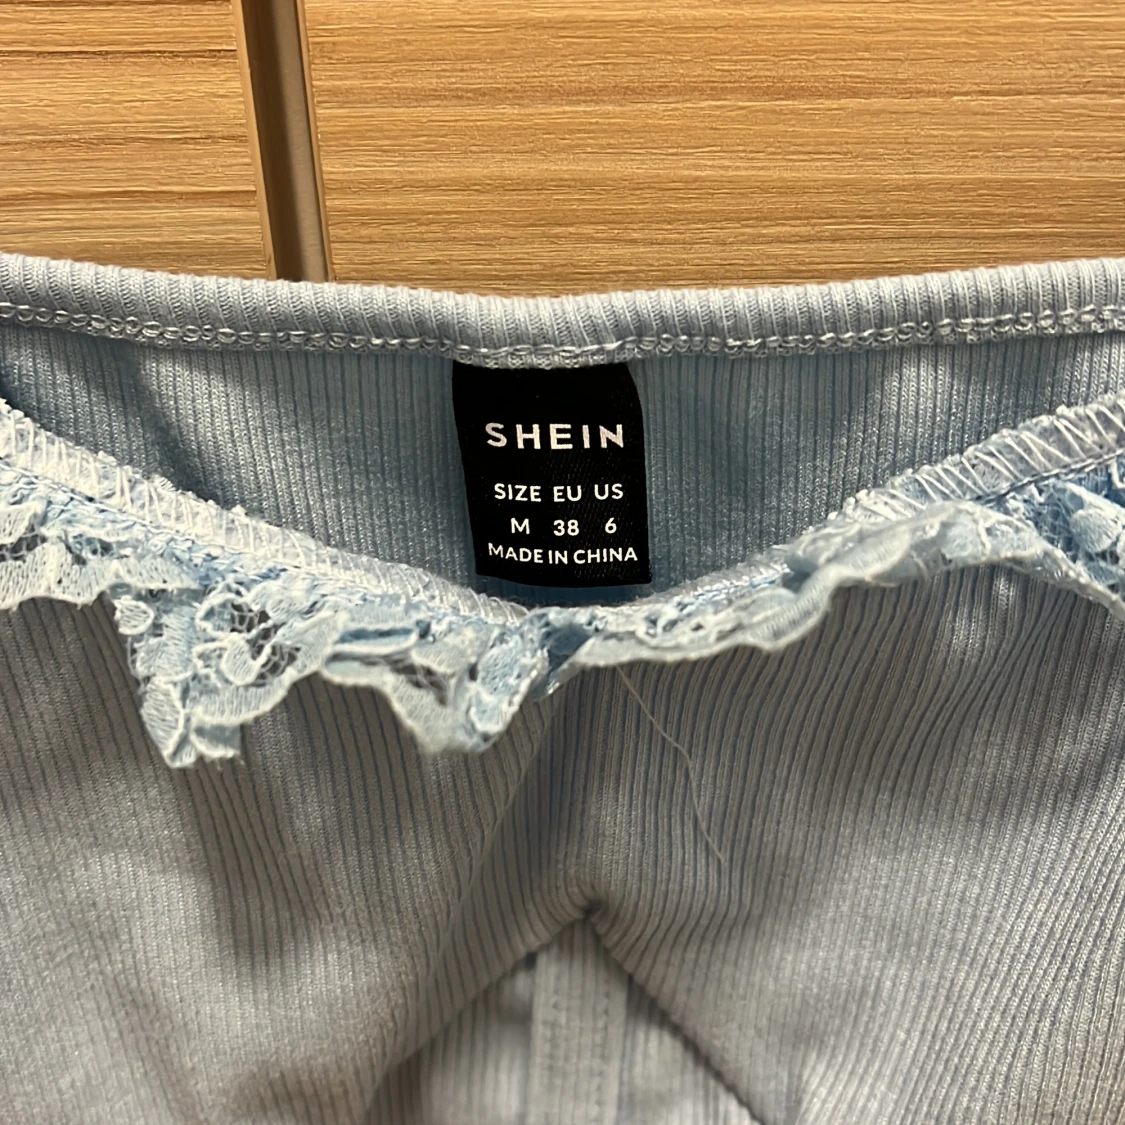 SHEIN
SIZE EU US
M 38 6
MADE IN CHINA